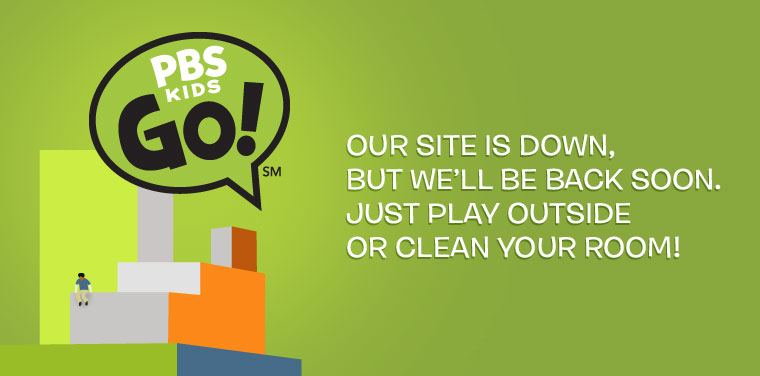 PBS
KIDS
GO!
SM
OUR SITE IS DOWN,
BUT WE'LL BE BACK SOON.
JUST PLAY OUTSIDE
OR CLEAN YOUR ROOM!